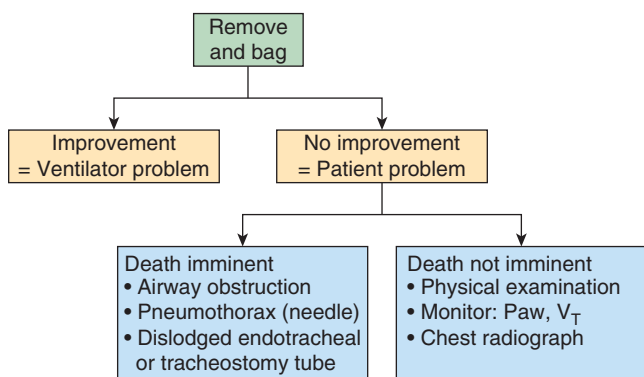 Remove
and bag
Improvement
= Ventilator problem
No improvement
= Patient problem
Death imminent
• Airway obstruction
• Pneumothorax (needle)
• Dislodged endotracheal
or tracheostomy tube
Death not imminent
• Physical examination
• Monitor: Paw, V_T
• Chest radiograph